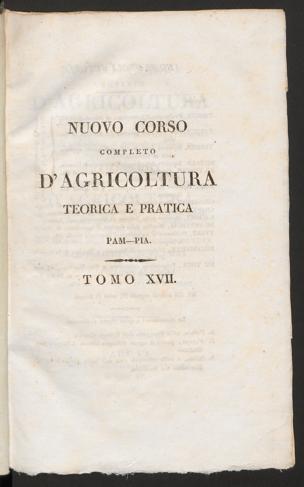 NUOVO CORSO
COMPLETO
D'AGRICOLTURA
TEORICA E PRATICA
PAM—PIA.
TOMO XVII.